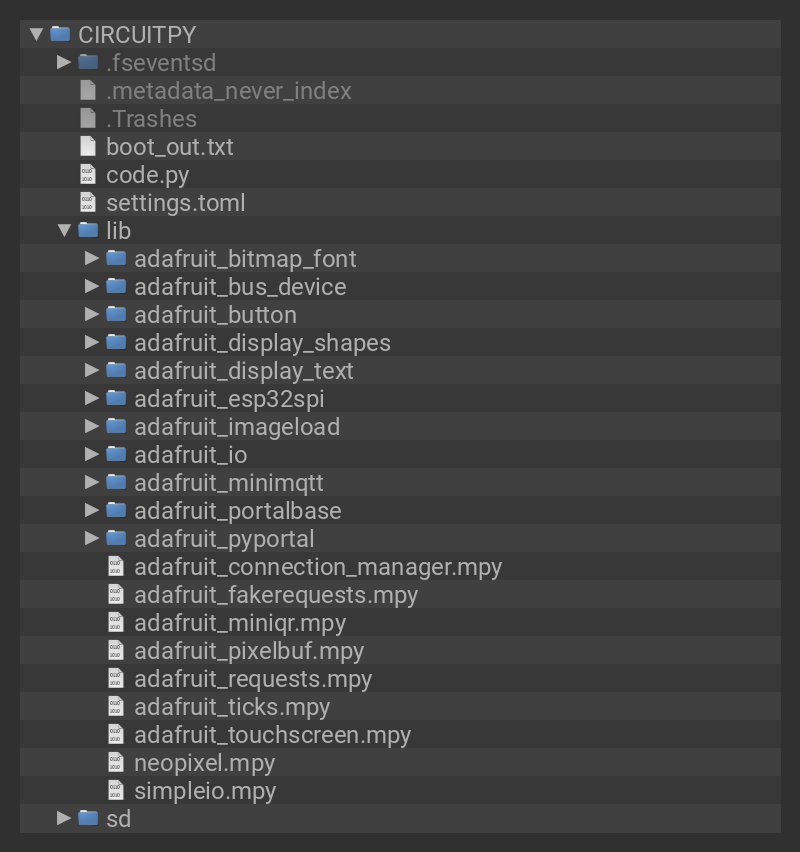 CIRCUITPY
.fseventsd
.metadata_never_index
.Trashes
boot_out.txt
code.py
settings.toml
lib
adafruit_bitmap_font
adafruit_bus_device
adafruit_button
adafruit_display_shapes
adafruit_display_text
adafruit_esp32spi
adafruit_imageload
adafruit_io
adafruit_minimqtt
adafruit_portalbase
adafruit_pyportal
adafruit_connection_manager.mpy
adafruit_fakerequests.mpy
adafruit_miniqr.mpy
adafruit_pixelbuf.mpy
adafruit_requests.mpy
adafruit_ticks.mpy
adafruit_touchscreen.mpy
neopixel.mpy
simpleio.mpy
sd